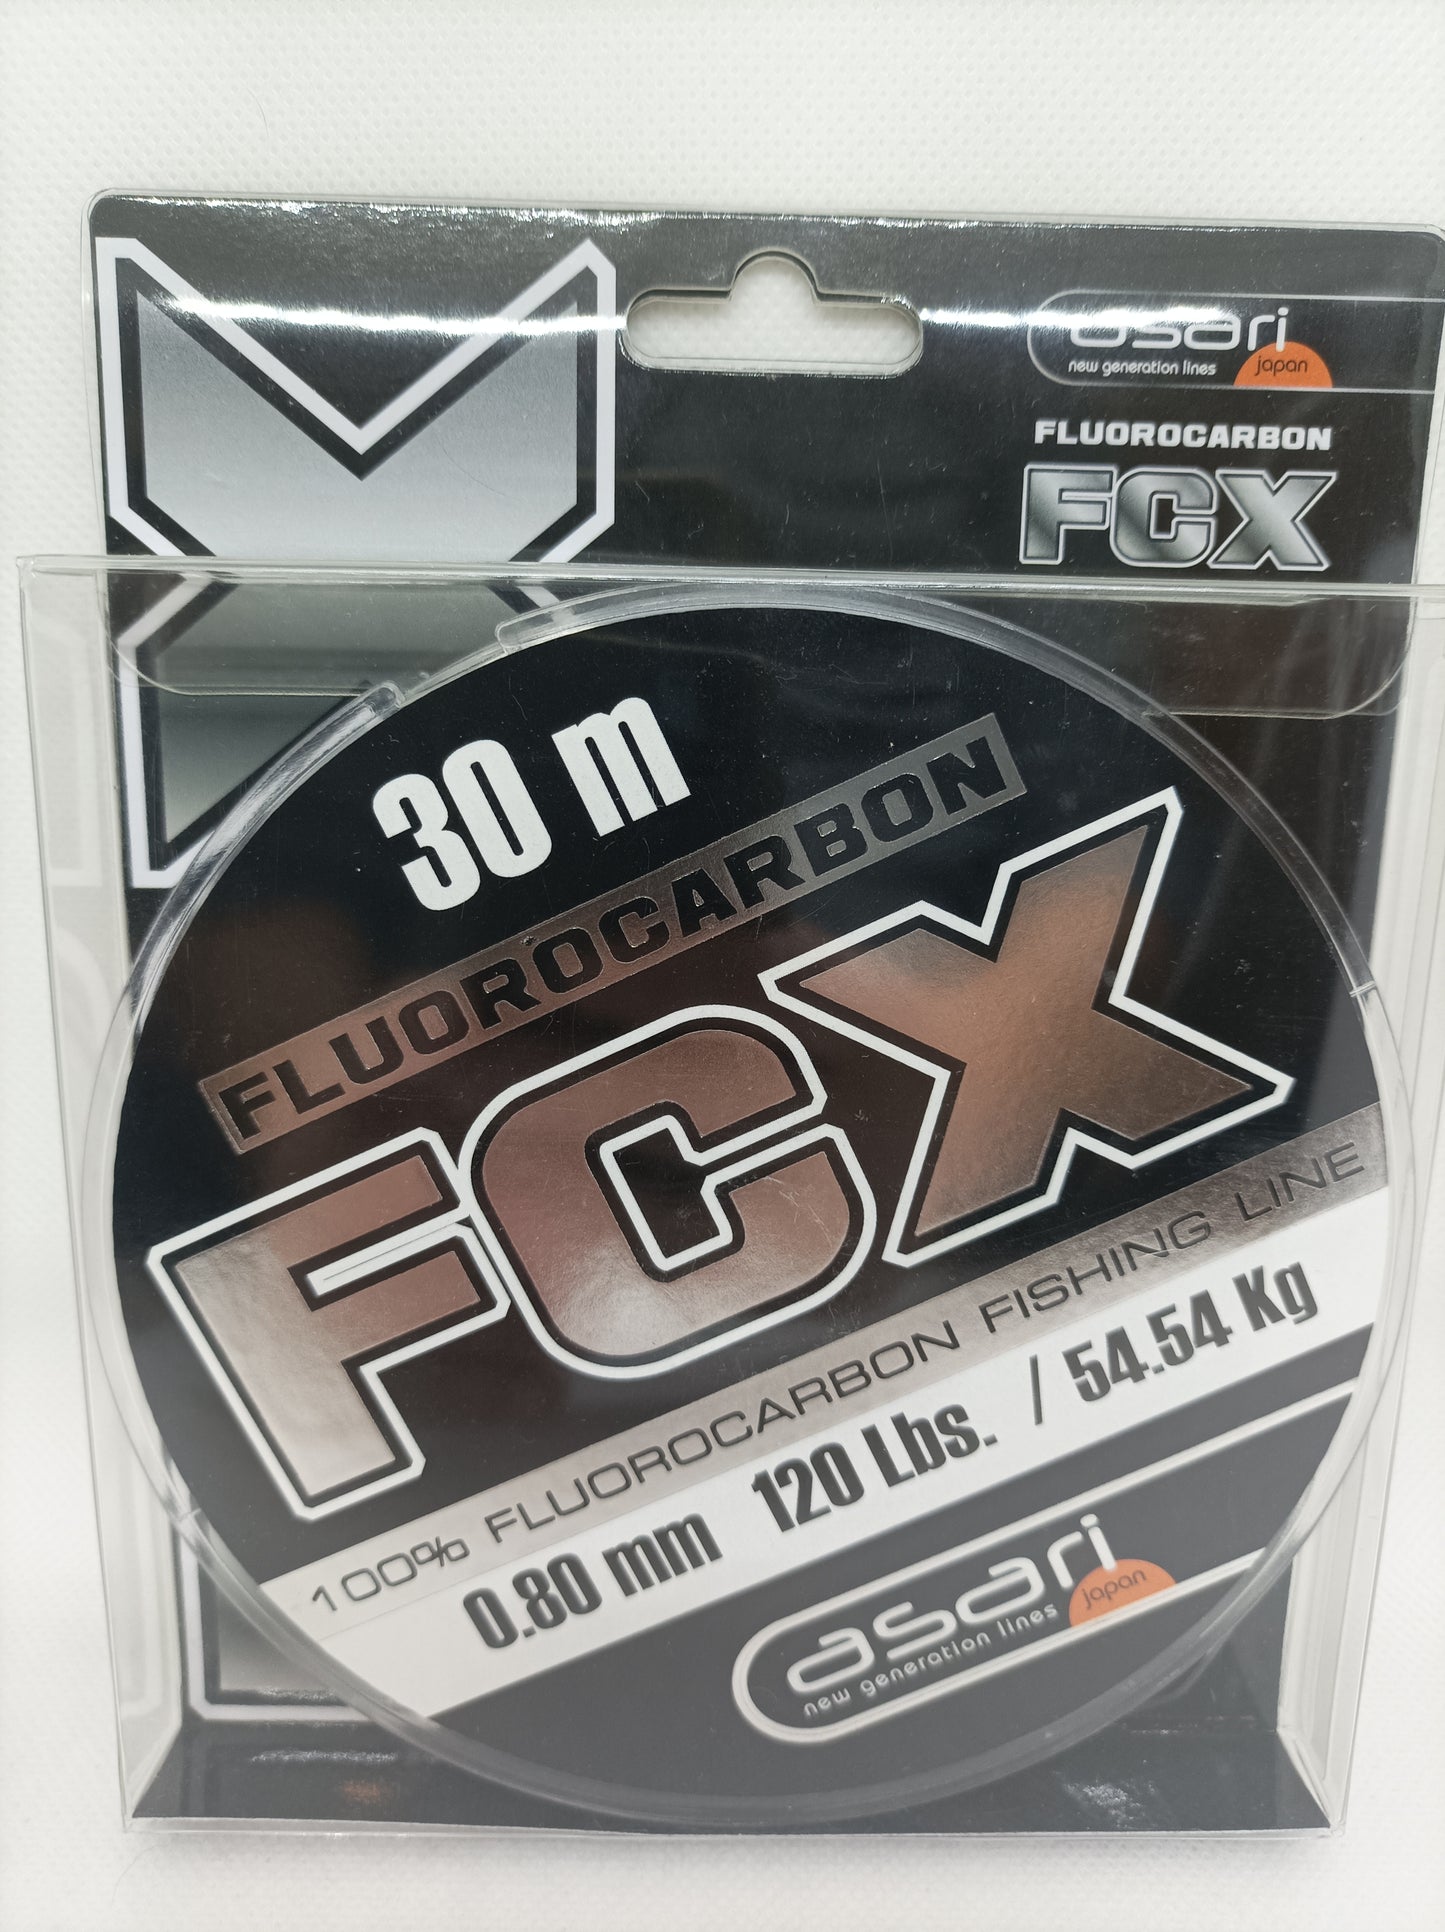 asari
new generation lines
japan
FLUOROCARBON
FCX
30 m
FLUOROCARBON
FCX
100% FLUOROCARBON FISHING LINE
0.80 mm 120 Lbs. / 54.54 Kg
asari
new generation lines
japan